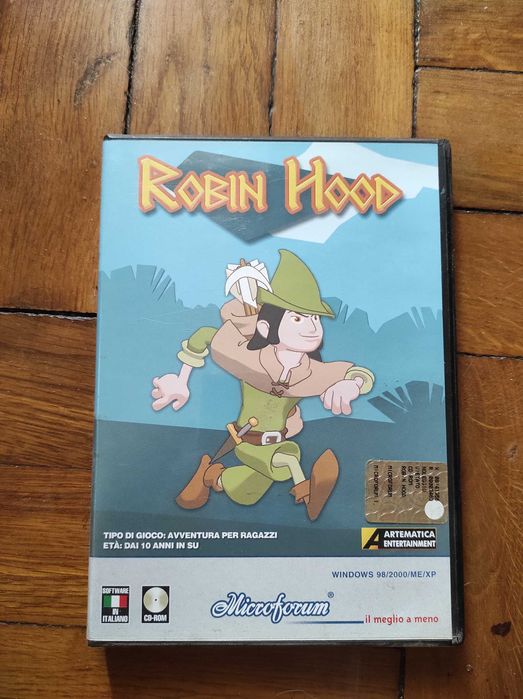 ROBIN HOOD
TIPO DI GIOCO: AVVENTURA PER RAGAZZI
ETÀ: DAI 10 ANNI IN SU
A
ARTEMATICA
ENTERTAINMENT
WINDOWS 98/2000/ME/XP
SOFTWARE
IN
ITALIANO
CD-ROM
Microforum®
...il meglio a meno